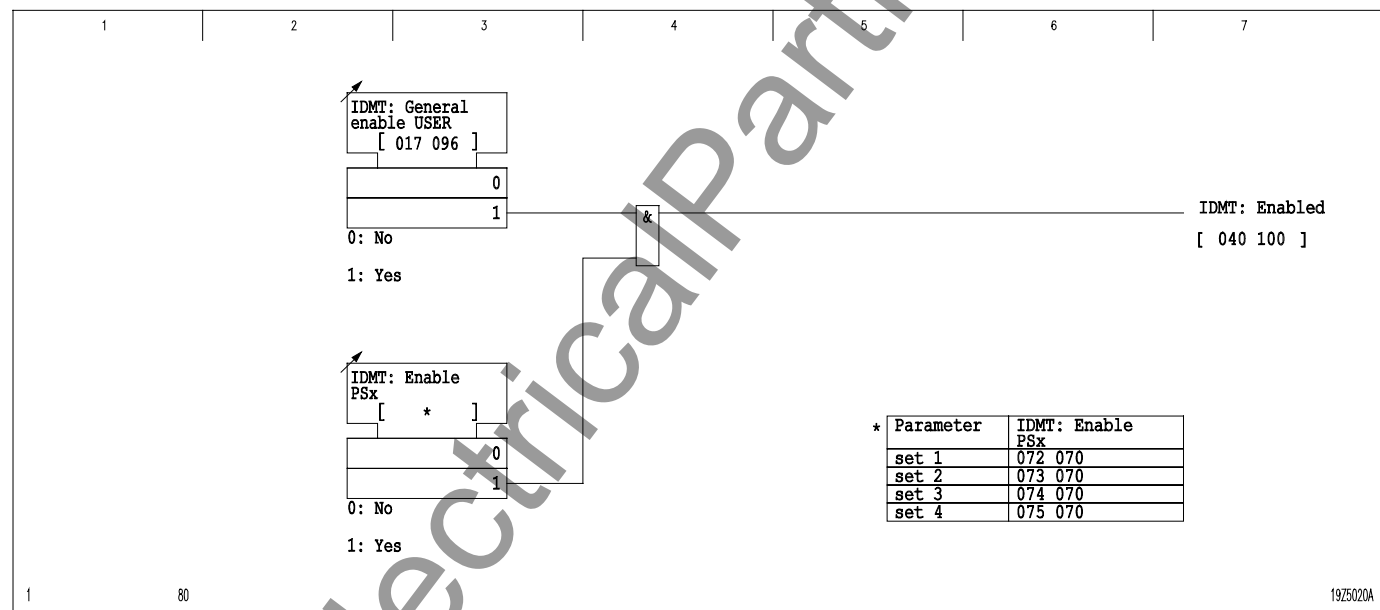 1 2 3 4 5 6 7
IDMT: General
enable USER
[ 017 096 ]
0
1
0: No
1: Yes
&
IDMT: Enabled
[ 040 100 ]
IDMT: Enable
PSx
[ * ]
0
1
0: No
1: Yes
* Parameter IDMT: Enable
PSx
set 1 072 070
set 2 073 070
set 3 074 070
set 4 075 070
1 80 19Z5020A
ectricalParti